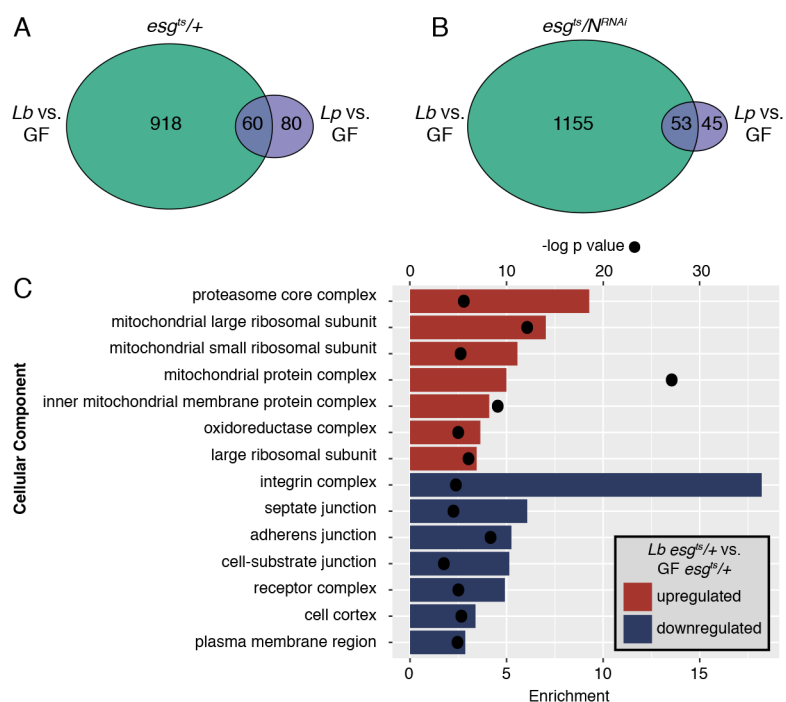 A
esg^ts/+
Lb vs.
GF
918
60
80
Lp vs.
GF
B
esg^ts/N^RNAi
Lb vs.
GF
1155
53
45
Lp vs.
GF
C
-log p value
0 10 20 30
Cellular Component
proteasome core complex
mitochondrial large ribosomal subunit
mitochondrial small ribosomal subunit
mitochondrial protein complex
inner mitochondrial membrane protein complex
oxidoreductase complex
large ribosomal subunit
integrin complex
septate junction
adherens junction
cell-substrate junction
receptor complex
cell cortex
plasma membrane region
Lb esg^ts/+ vs.
GF esg^ts/+
upregulated
downregulated
0 5 10 15
Enrichment